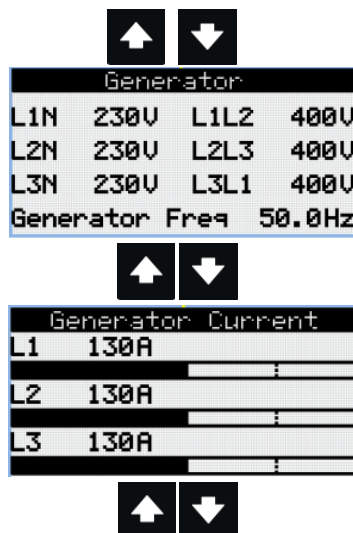 Generator
L1N 230V L1L2 400V
L2N 230V L2L3 400V
L3N 230V L3L1 400V
Generator Freq 50.0Hz
Generator Current
L1 130A
L2 130A
L3 130A